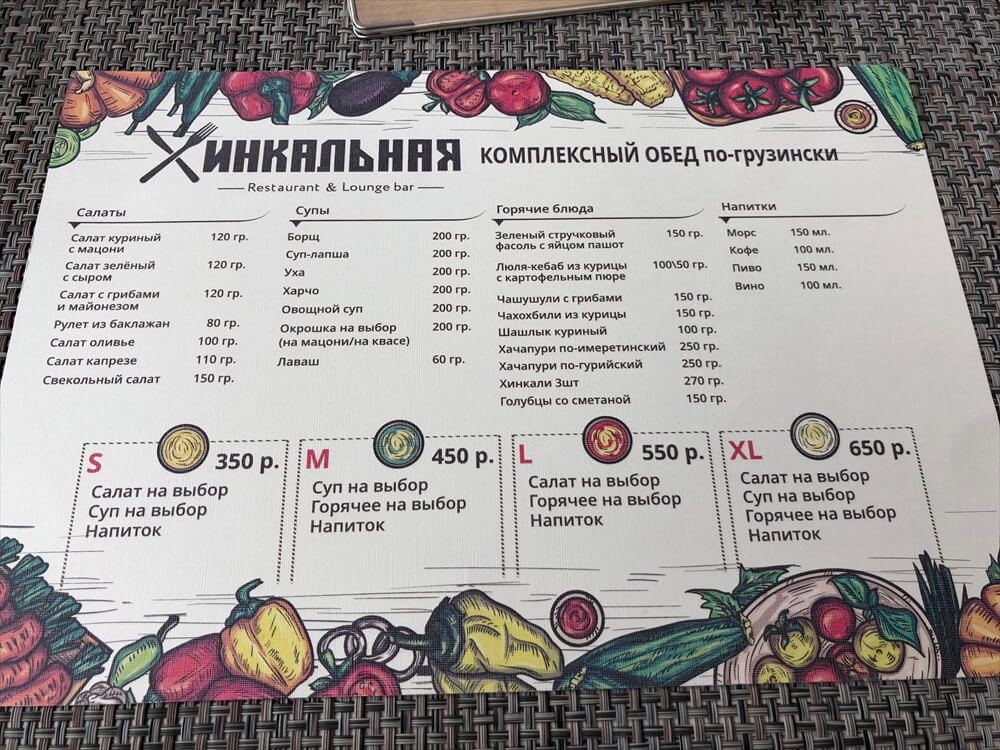 ХИНКАЛЬНАЯ
Restaurant & Lounge bar
КОМПЛЕКСНЫЙ ОБЕД по-грузински
Салаты
Салат куриный 120 гр.
с мацони
Салат зелёный 120 гр.
с сыром
Салат с грибами 120 гр.
и майонезом
Рулет из баклажан 80 гр.
Салат оливье 100 гр.
Салат капрезе 110 гр.
Свекольный салат 150 гр.
Супы
Борщ 200 гр.
Суп-лапша 200 гр.
Уха 200 гр.
Харчо 200 гр.
Овощной суп 200 гр.
Окрошка на выбор 200 гр.
(на мацони/на квасе)
Лаваш 60 гр.
Горячие блюда
Зеленый стручковый 150 гр.
фасоль с яйцом пашот
Люля-кебаб из курицы 100\50 гр.
с картофельным пюре
Чашушули с грибами 150 гр.
Чахохбили из курицы 150 гр.
Шашлык куриный 100 гр.
Хачапури по-имеретинский 250 гр.
Хачапури по-гурийский 250 гр.
Хинкали 3шт 270 гр.
Голубцы со сметаной 150 гр.
Напитки
Морс 150 мл.
Кофе 100 мл.
Пиво 150 мл.
Вино 100 мл.
S 350 р.
Салат на выбор
Суп на выбор
Напиток
M 450 р.
Суп на выбор
Горячее на выбор
Напиток
L 550 р.
Салат на выбор
Горячее на выбор
Напиток
XL 650 р.
Салат на выбор
Суп на выбор
Горячее на выбор
Напиток